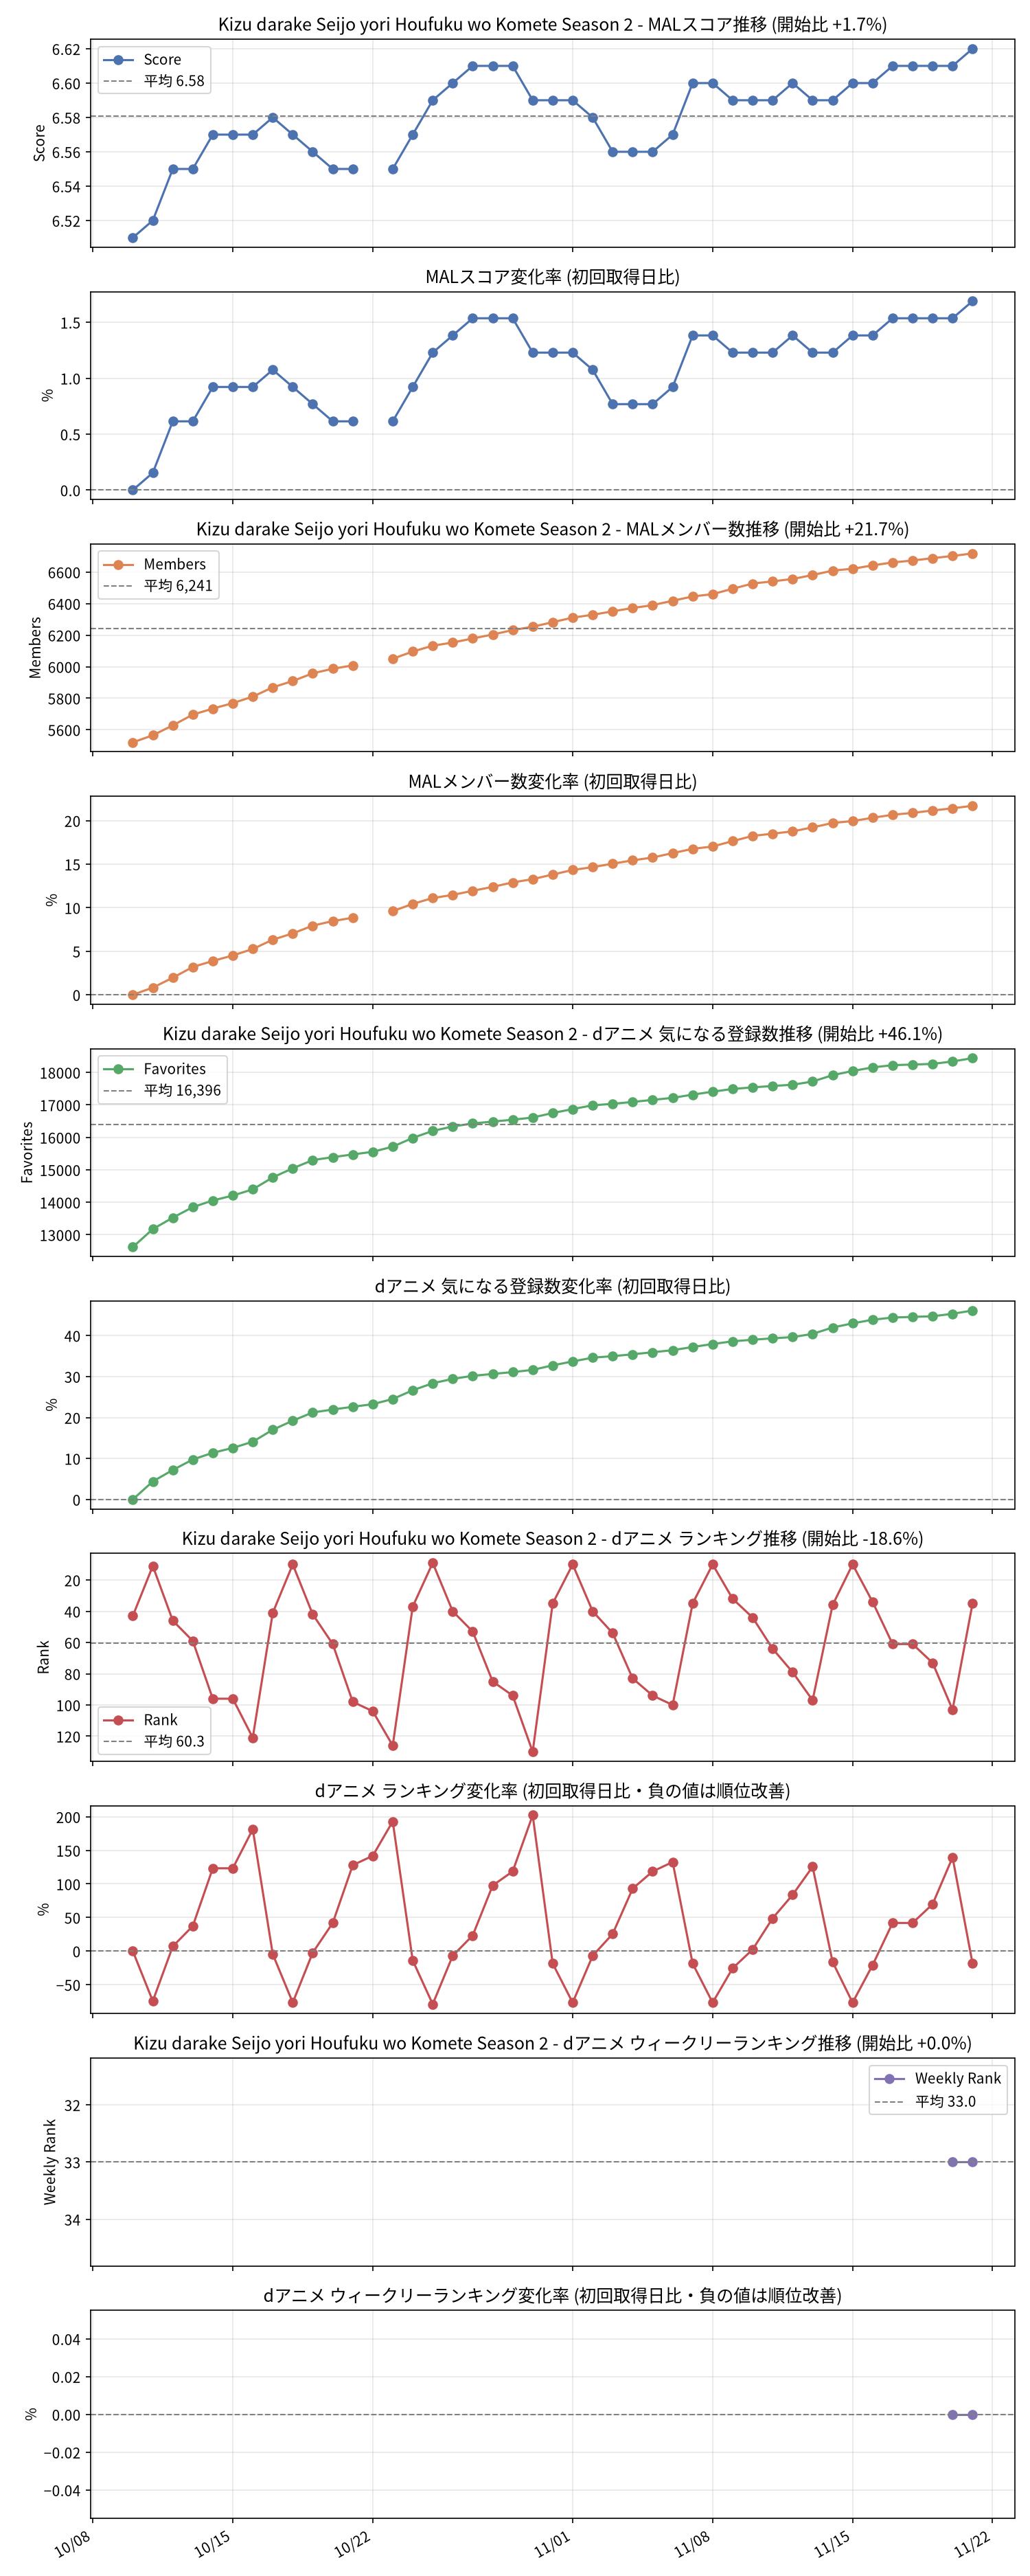 Kizu darake Seijo yori Houfuku wo Komete Season 2 - MALスコア推移 (開始比 +1.7%)
6.62
6.60
6.58
6.56
6.54
6.52
Score
Score
平均 6.58
MALスコア変化率 (初回取得日比)
1.5
1.0
0.5
0.0
%
Kizu darake Seijo yori Houfuku wo Komete Season 2 - MALメンバー数推移 (開始比 +21.7%)
6600
6400
6200
6000
5800
5600
Members
Members
平均 6,241
MALメンバー数変化率 (初回取得日比)
20
15
10
5
0
%
Kizu darake Seijo yori Houfuku wo Komete Season 2 - dアニメ 気になる登録数推移 (開始比 +46.1%)
18000
17000
16000
15000
14000
13000
Favorites
Favorites
平均 16,396
dアニメ 気になる登録数変化率 (初回取得日比)
40
30
20
10
0
%
Kizu darake Seijo yori Houfuku wo Komete Season 2 - dアニメ ランキング推移 (開始比 -18.6%)
20
40
60
80
100
120
Rank
Rank
平均 60.3
dアニメ ランキング変化率 (初回取得日比・負の値は順位改善)
200
150
100
50
0
−50
%
Kizu darake Seijo yori Houfuku wo Komete Season 2 - dアニメ ウィークリーランキング推移 (開始比 +0.0%)
32
33
34
Weekly Rank
Weekly Rank
平均 33.0
dアニメ ウィークリーランキング変化率 (初回取得日比・負の値は順位改善)
0.04
0.02
0.00
−0.02
−0.04
%
10/08
10/15
10/22
11/01
11/08
11/15
11/22